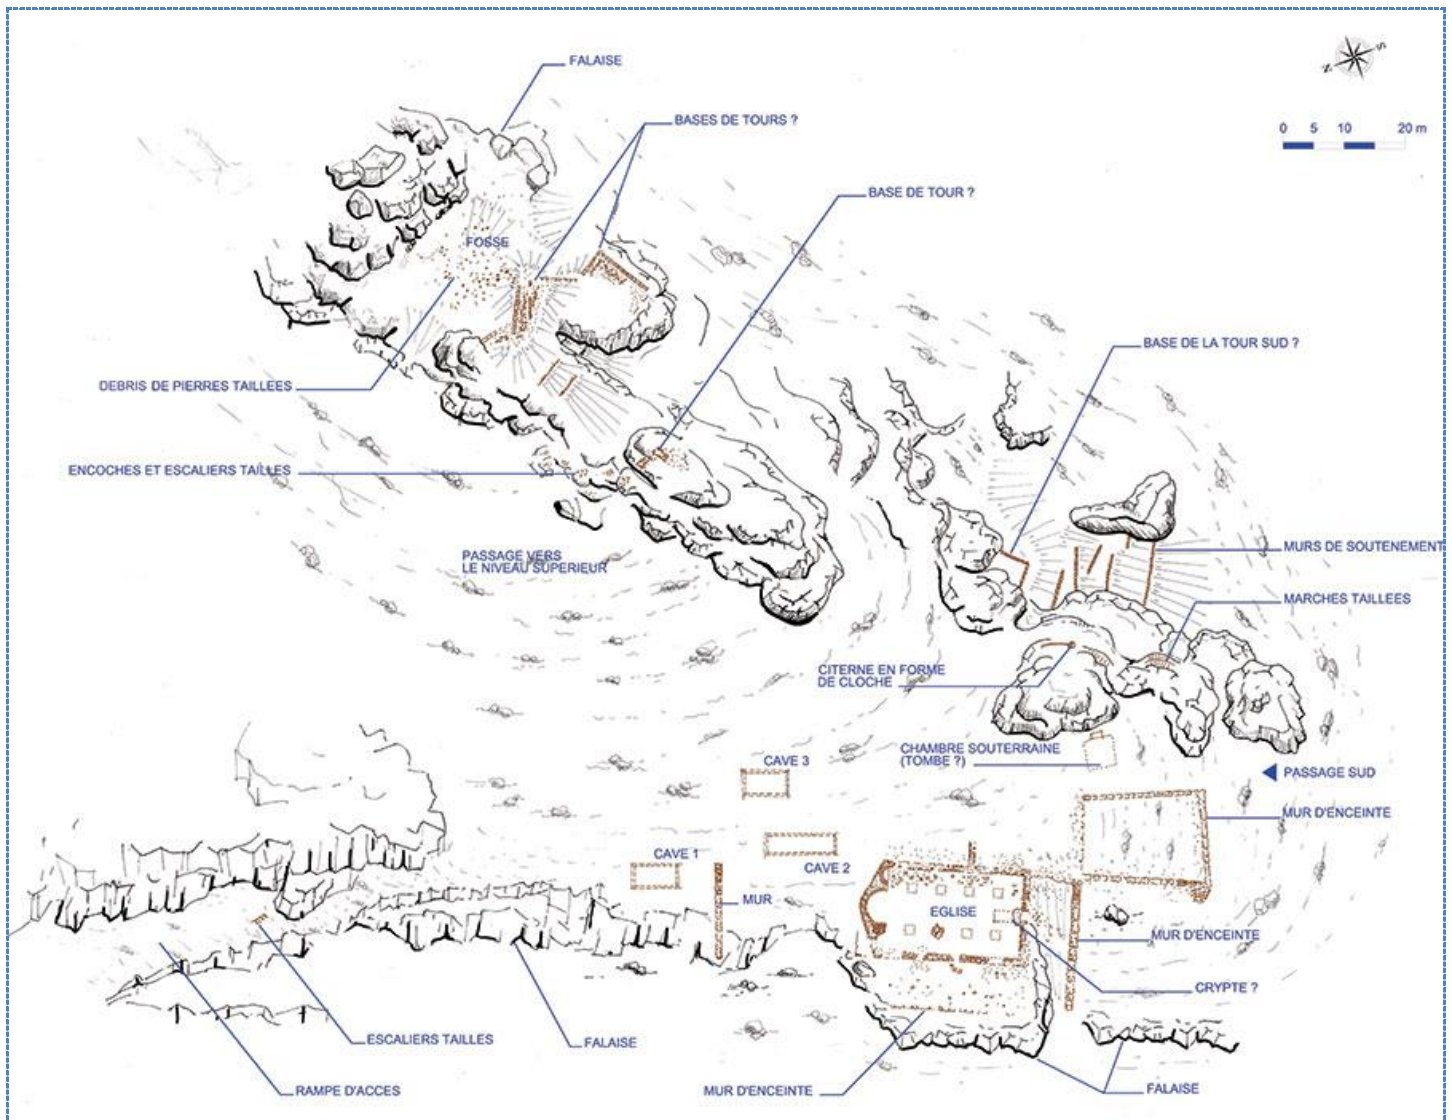 FALAISE
S
N
BASES DE TOURS ?
0 5 10 20 m
BASE DE TOUR ?
FOSSE
BASE DE LA TOUR SUD ?
DEBRIS DE PIERRES TAILLEES
ENCOCHES ET ESCALIERS TAILLES
PASSAGE VERS
LE NIVEAU SUPERIEUR
MURS DE SOUTENEMENT
MARCHES TAILLEES
CITERNE EN FORME
DE CLOCHE
CHAMBRE SOUTERRAINE
(TOMBE ?)
CAVE 3
PASSAGE SUD
MUR D'ENCEINTE
CAVE 1
CAVE 2
MUR
EGLISE
MUR D'ENCEINTE
CRYPTE ?
ESCALIERS TAILLES
FALAISE
RAMPE D'ACCES
MUR D'ENCEINTE
FALAISE